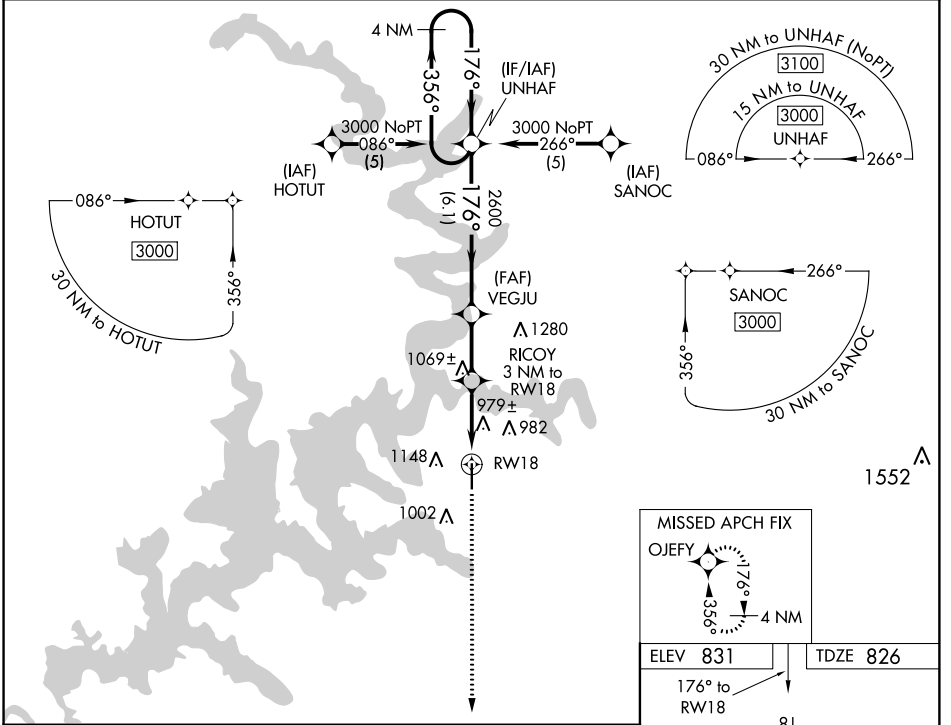 4 NM
356°
176°
(IF/IAF)
UNHAF
3000 NoPT
086°
(5)
(IAF)
HOTUT
3000 NoPT
266°
(5)
(IAF)
SANOC
30 NM to UNHAF (NoPT)
3100
15 NM to UNHAF
3000
UNHAF
086°
266°
086°
HOTUT
3000
356°
30 NM to HOTUT
2600
176°
(6.1)
(FAF)
VEGJU
1280
1069±
RICOY
3 NM to
RW18
979±
982
1148
RW18
1002
266°
SANOC
3000
356°
30 NM to SANOC
1552
MISSED APCH FIX
OJEFY
176°
356°
4 NM
ELEV 831
TDZE 826
176° to
RW18